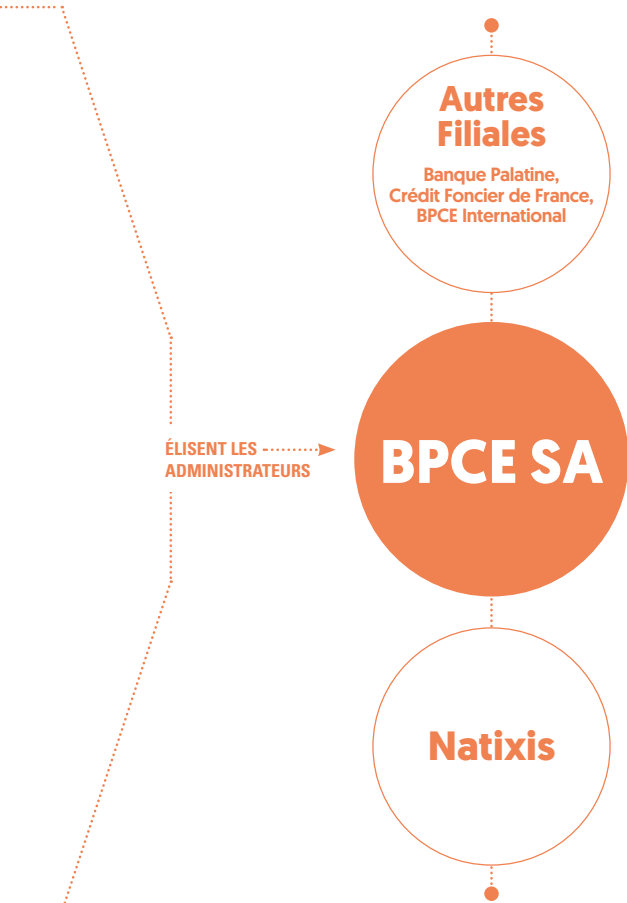 Autres
Filiales
Banque Palatine,
Crédit Foncier de France,
BPCE International
ÉLISENT LES
ADMINISTRATEURS
BPCE SA
Natixis